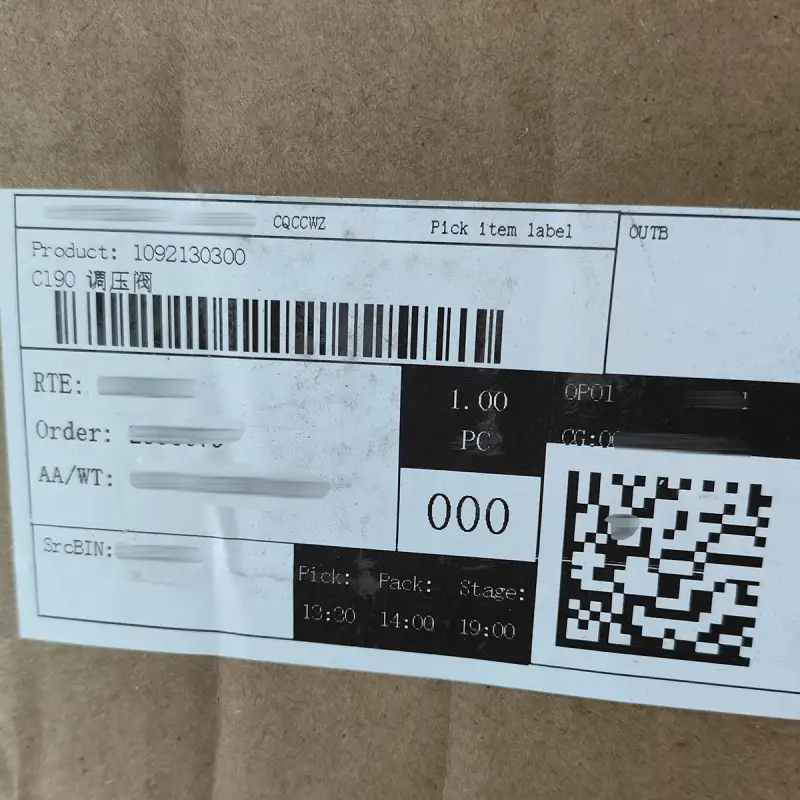 CQCCWZ Pick item label
OUTB
Product: 1092130300
C190 调压阀
RTE:
1.00
PC
OP01
Order:
CG:
AA/WT:
000
SrcBIN:
Pick: Pack: Stage:
13:30 14:00 19:00